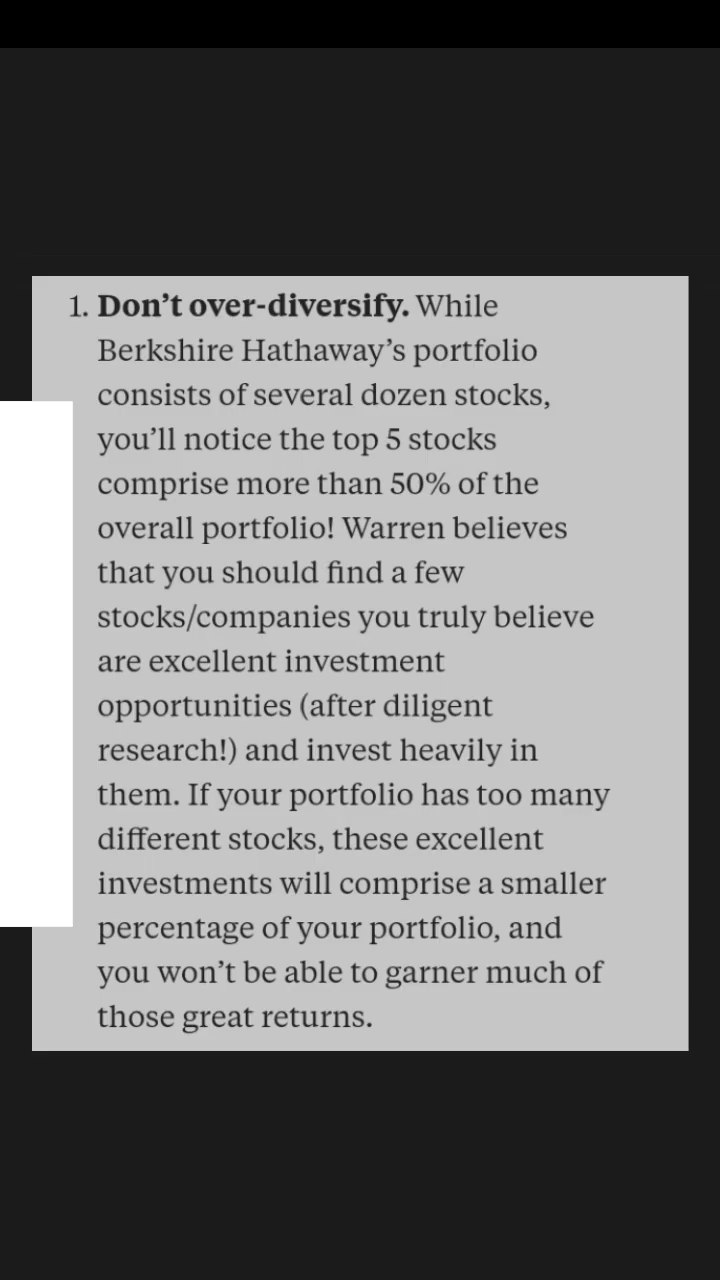 1. Don’t over-diversify. While
Berkshire Hathaway’s portfolio
consists of several dozen stocks,
you’ll notice the top 5 stocks
comprise more than 50% of the
overall portfolio! Warren believes
that you should find a few
stocks/companies you truly believe
are excellent investment
opportunities (after diligent
research!) and invest heavily in
them. If your portfolio has too many
different stocks, these excellent
investments will comprise a smaller
percentage of your portfolio, and
you won’t be able to garner much of
those great returns.